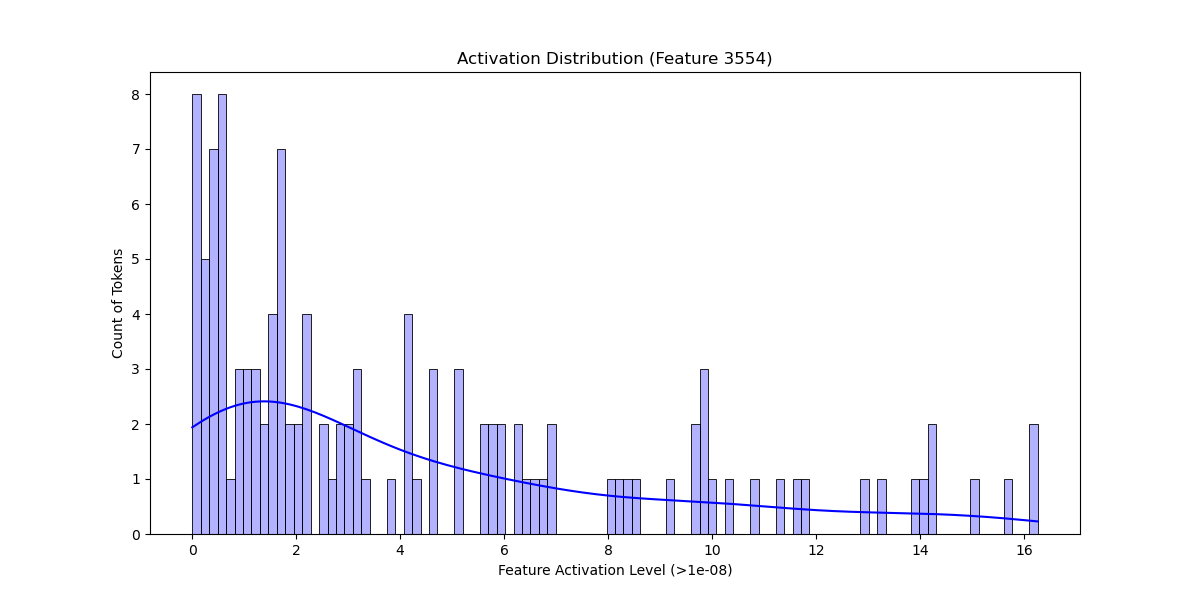 Activation Distribution (Feature 3554)
Count of Tokens
8
7
6
5
4
3
2
1
0
0 2 4 6 8 10 12 14 16
Feature Activation Level (>1e-08)